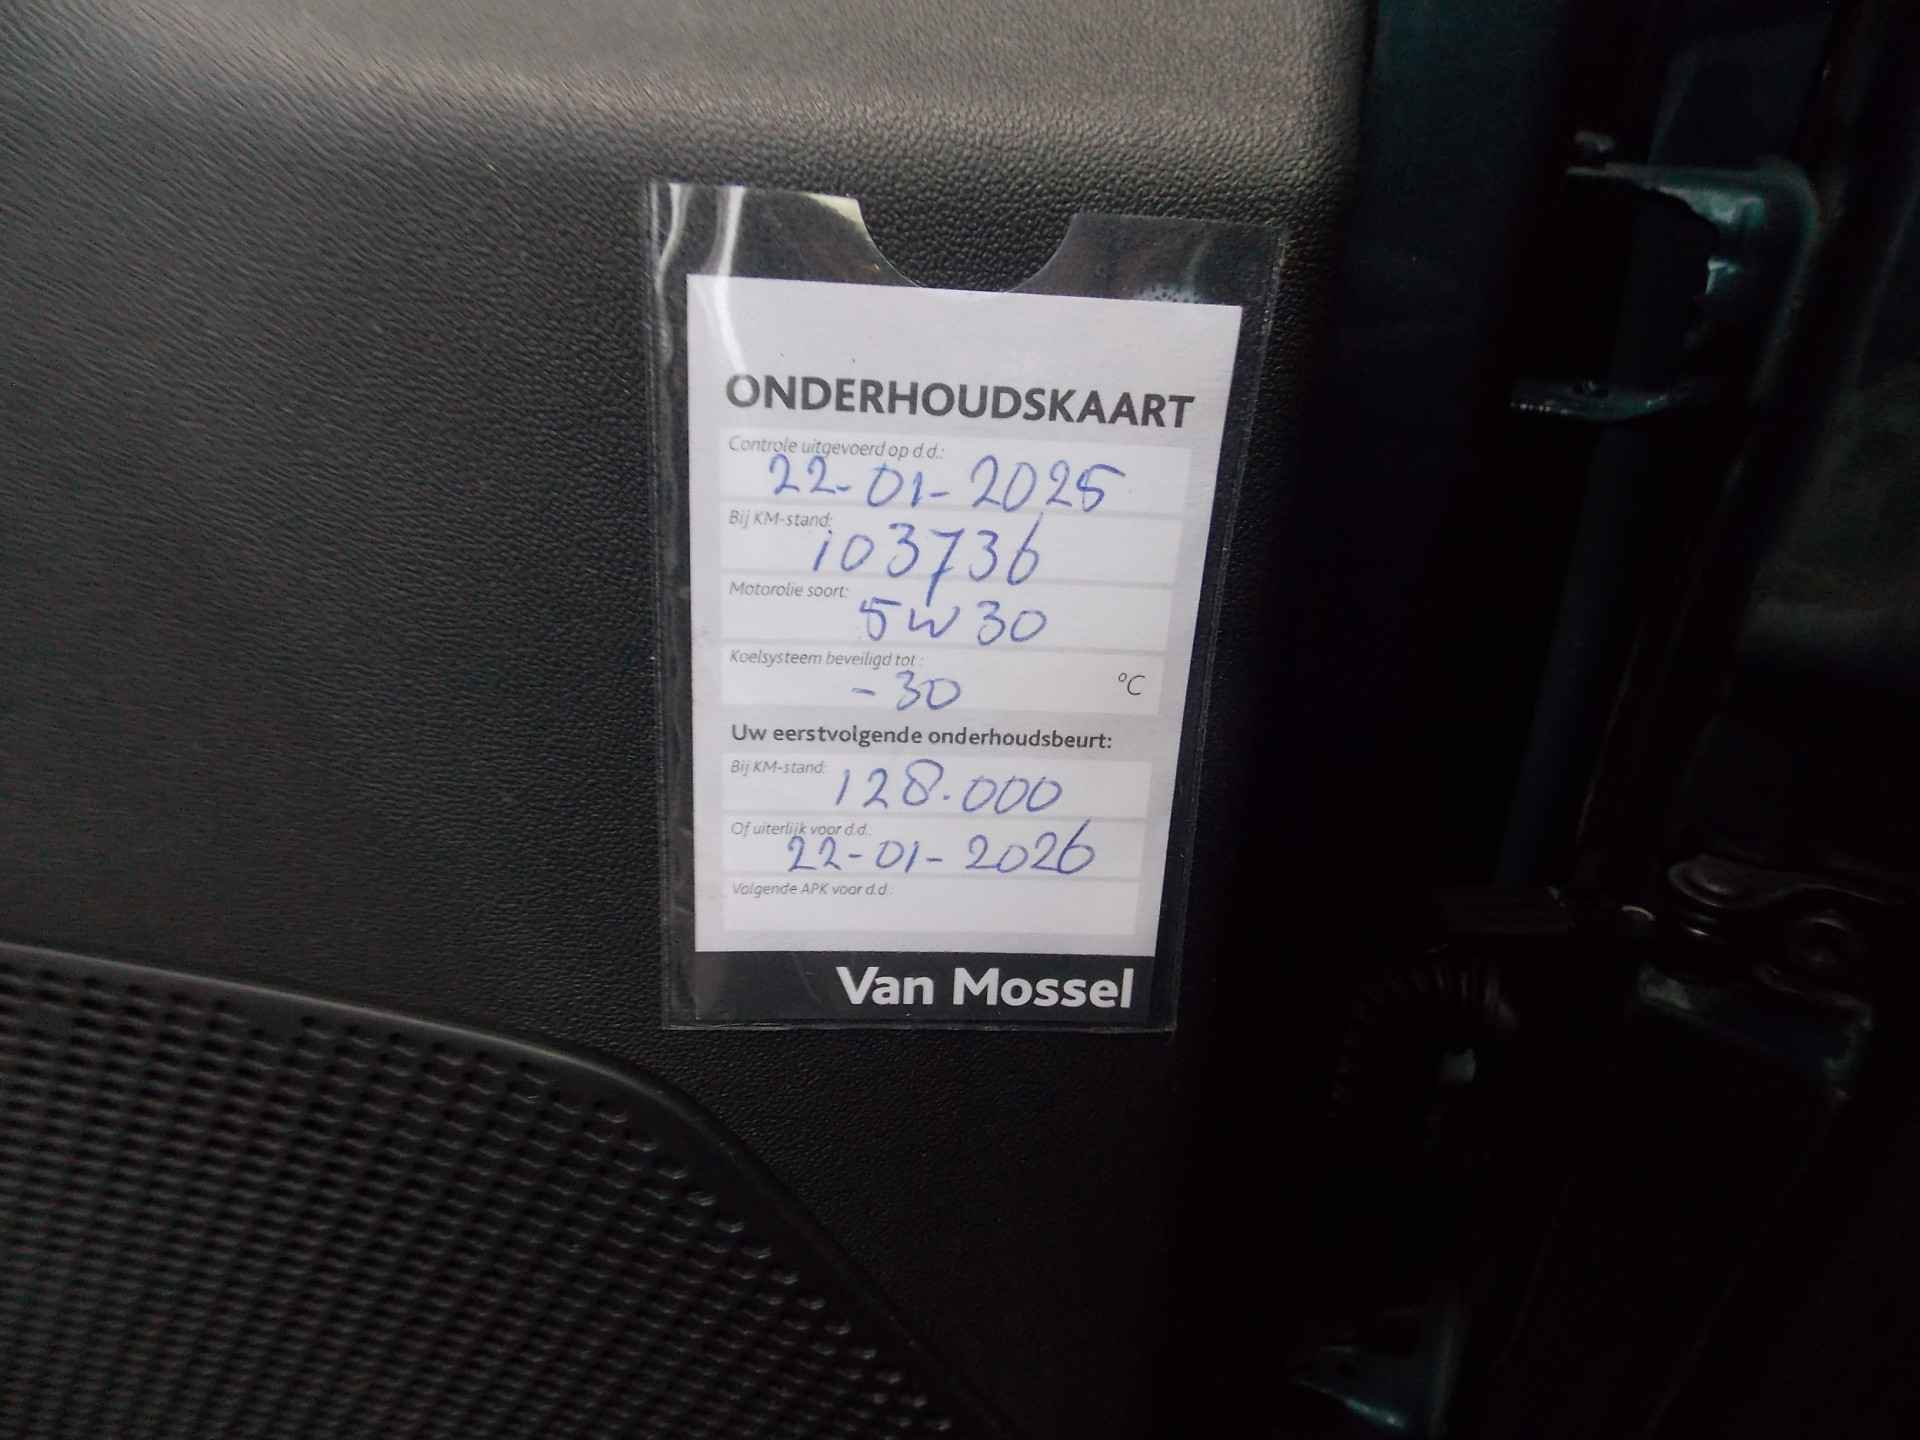 ONDERHOUDSKAART
Controle uitgevoerd op d.d.:
22-01-2025
Bij KM-stand:
103736
Motorolie soort:
5W30
Koelsysteem beveiligd tot :
-30 °C
Uw eerstvolgende onderhoudsbeurt:
Bij KM-stand:
128.000
Of uiterlijk voor d.d.:
22-01-2026
Volgende APK voor d.d.:
Van Mossel